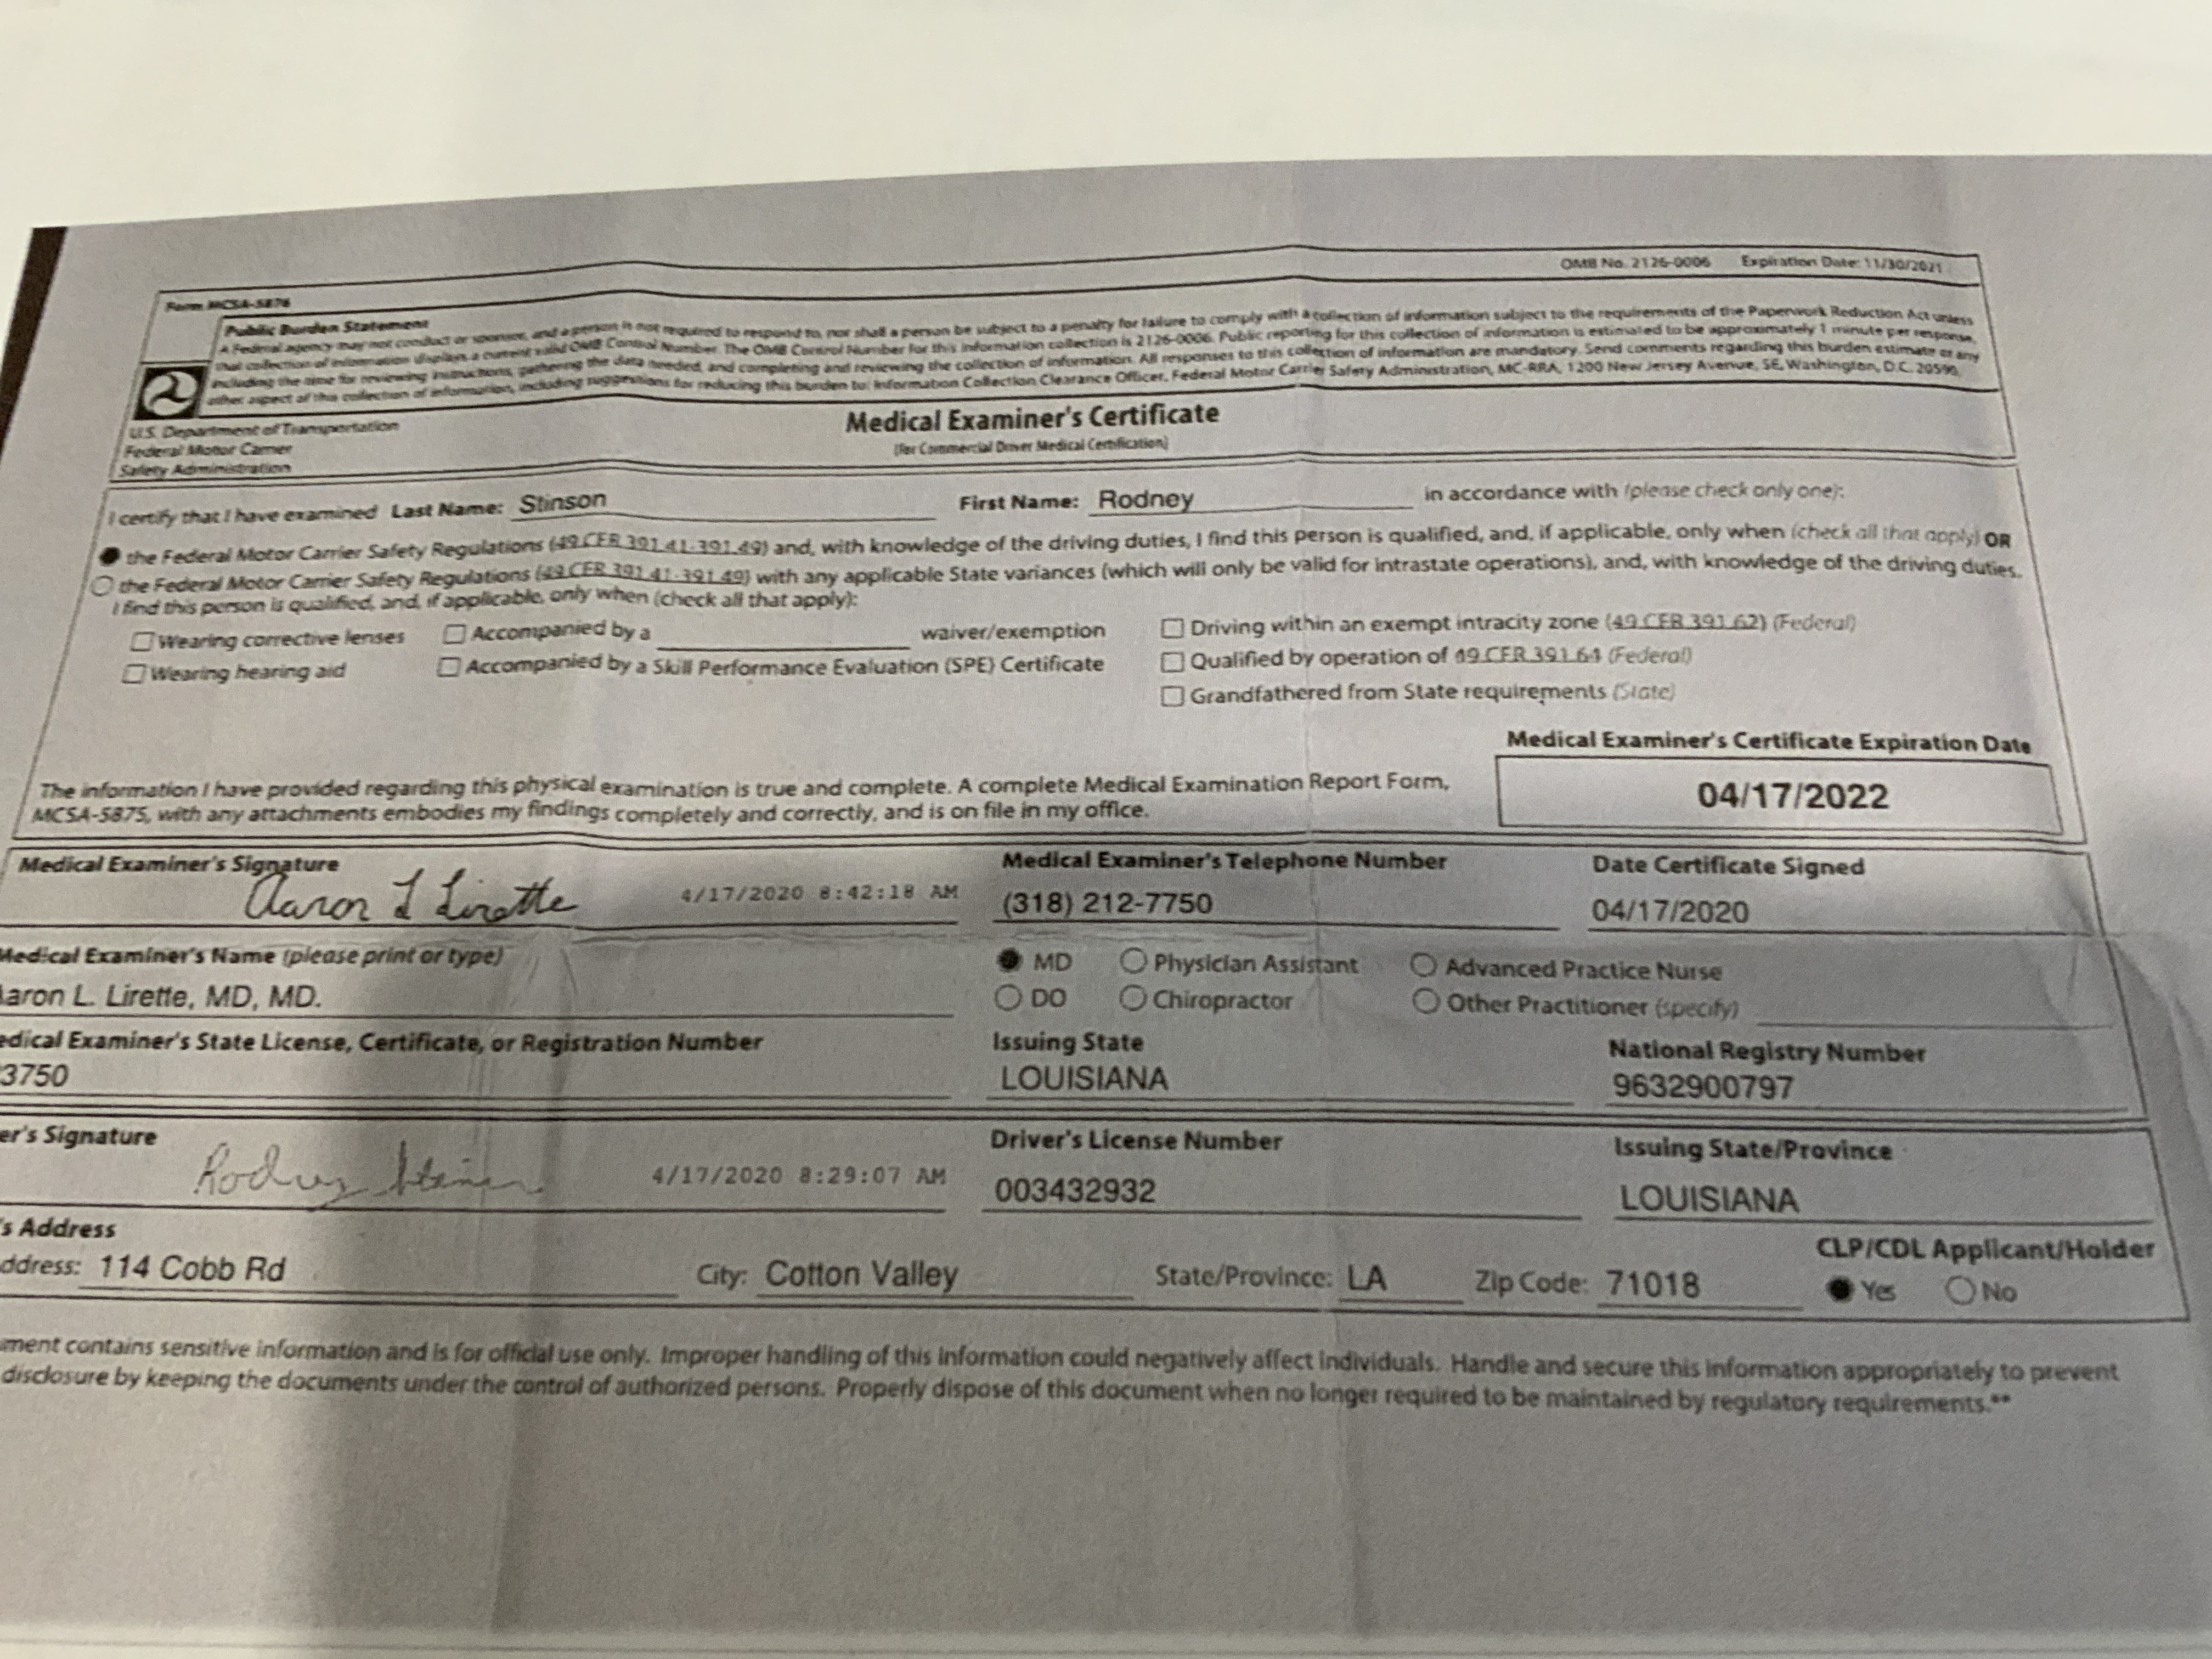 Form MCSA-5876
OMB No. 2126-0006 Expiration Date: 11/30/2021
Public Burden Statement
A Federal agency may not conduct or sponsor, and a person is not required to respond to, nor shall a person be subject to a penalty for failure to comply with a collection of information subject to the requirements of the Paperwork Reduction Act unless
that collection of information displays a current valid OMB Control Number. The OMB Control Number for this information collection is 2126-0006. Public reporting for this collection of information is estimated to be approximately 1 minute per response,
including the time for reviewing instructions, gathering the data needed, and completing and reviewing the collection of information. All responses to this collection of information are mandatory. Send comments regarding this burden estimate or any
other aspect of this collection of information, including suggestions for reducing this burden to: Information Collection Clearance Officer, Federal Motor Carrier Safety Administration, MC-RRA, 1200 New Jersey Avenue, SE, Washington, D.C. 20590.
U.S. Department of Transportation
Federal Motor Carrier
Safety Administration
Medical Examiner's Certificate
(for Commercial Driver Medical Certification)
I certify that I have examined Last Name: Stinson First Name: Rodney in accordance with (please check only one):
the Federal Motor Carrier Safety Regulations (49 CFR 391.41-391.49) and, with knowledge of the driving duties, I find this person is qualified, and, if applicable, only when (check all that apply) OR
the Federal Motor Carrier Safety Regulations (49 CFR 391.41-391.49) with any applicable State variances (which will only be valid for intrastate operations), and, with knowledge of the driving duties,
I find this person is qualified, and, if applicable, only when (check all that apply):
Wearing corrective lenses Accompanied by a waiver/exemption Driving within an exempt intracity zone (49 CFR 391.62) (Federal)
Wearing hearing aid Accompanied by a Skill Performance Evaluation (SPE) Certificate Qualified by operation of 49 CFR 391.64 (Federal)
Grandfathered from State requirements (State)
Medical Examiner's Certificate Expiration Date
04/17/2022
The information I have provided regarding this physical examination is true and complete. A complete Medical Examination Report Form,
MCSA-5875, with any attachments embodies my findings completely and correctly, and is on file in my office.
Medical Examiner's Signature Medical Examiner's Telephone Number Date Certificate Signed
Aaron L Lirette 4/17/2020 8:42:18 AM (318) 212-7750 04/17/2020
Medical Examiner's Name (please print or type) MD Physician Assistant Advanced Practice Nurse
Aaron L. Lirette, MD, MD. DO Chiropractor Other Practitioner (specify)
edical Examiner's State License, Certificate, or Registration Number Issuing State National Registry Number
3750 LOUISIANA 9632900797
er's Signature Driver's License Number Issuing State/Province
Rodney Stinson 4/17/2020 8:29:07 AM 003432932 LOUISIANA
's Address CLP/CDL Applicant/Holder
ddress: 114 Cobb Rd City: Cotton Valley State/Province: LA Zip Code: 71018 Yes No
ment contains sensitive information and is for official use only. Improper handling of this information could negatively affect individuals. Handle and secure this information appropriately to prevent
disclosure by keeping the documents under the control of authorized persons. Properly dispose of this document when no longer required to be maintained by regulatory requirements.**